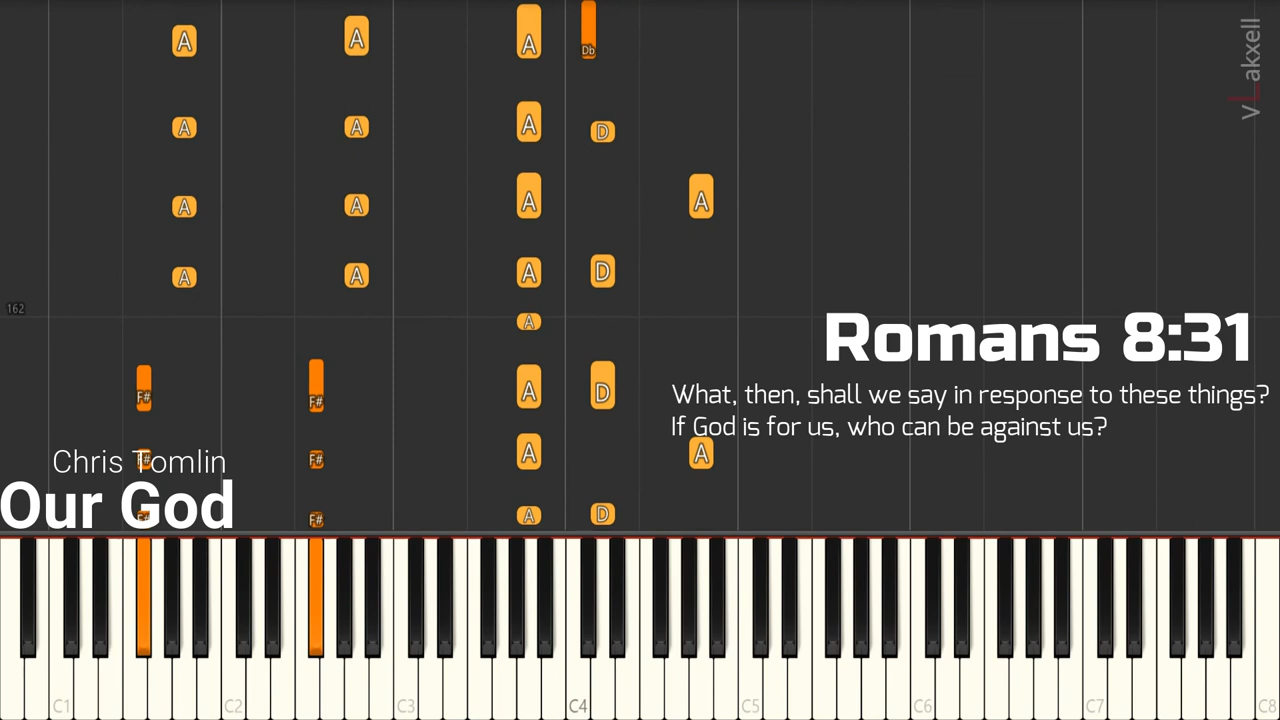 A A A Db
A A A D
A A A A
A A A D
162
A
Romans 8:31
What, then, shall we say in response to these things?
If God is for us, who can be against us?
F# F# A D
F# F# A A
F# F# A D
Chris Tomlin
Our God
C1 C2 C3 C4 C5 C6 C7 C8
V Lakxell